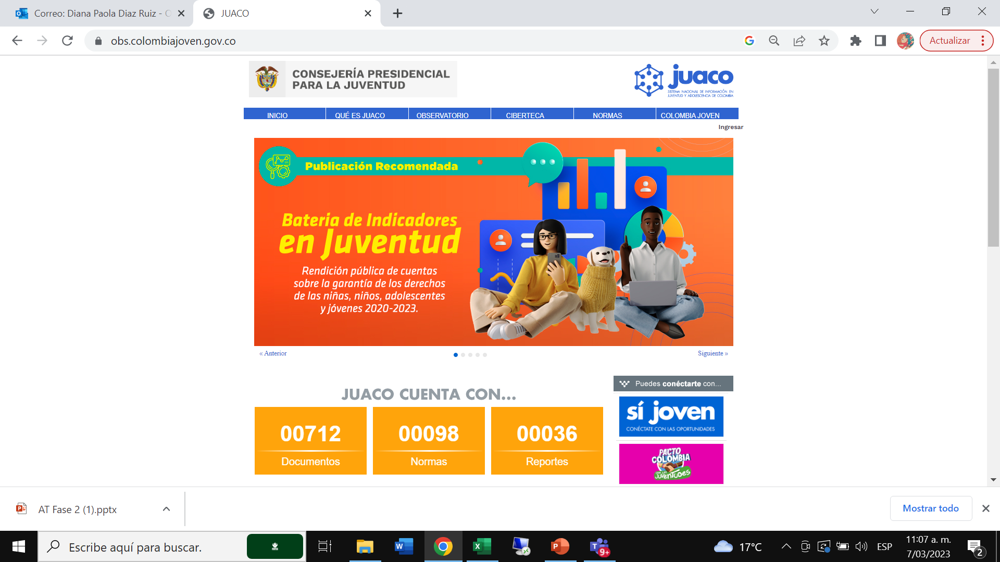 Correo: Diana Paola Diaz Ruiz - O
JUACO
obs.colombiajoven.gov.co
Actualizar
CONSEJERÍA PRESIDENCIAL
PARA LA JUVENTUD
juaco
SISTEMA NACIONAL DE INFORMACIÓN EN
JUVENTUD Y ADOLESCENCIA DE COLOMBIA
INICIO
QUÉ ES JUACO
OBSERVATORIO
CIBERTECA
NORMAS
COLOMBIA JOVEN
Ingresar
Publicación Recomendada
Bateria de Indicadores
en Juventud
Rendición pública de cuentas
sobre la garantía de los derechos
de las niñas, niños, adolescentes
y jóvenes 2020-2023.
« Anterior
Siguiente »
JUACO CUENTA CON...
00712
Documentos
00098
Normas
00036
Reportes
Puedes conéctarte con...
sí joven
CONÉCTATE CON LAS OPORTUNIDADES
PACTO
COLOMBIA
CON LAS
JUVENTUDES
AT Fase 2 (1).pptx
Mostrar todo
Escribe aquí para buscar.
9+
17°C
ESP
11:07 a. m.
7/03/2023
2